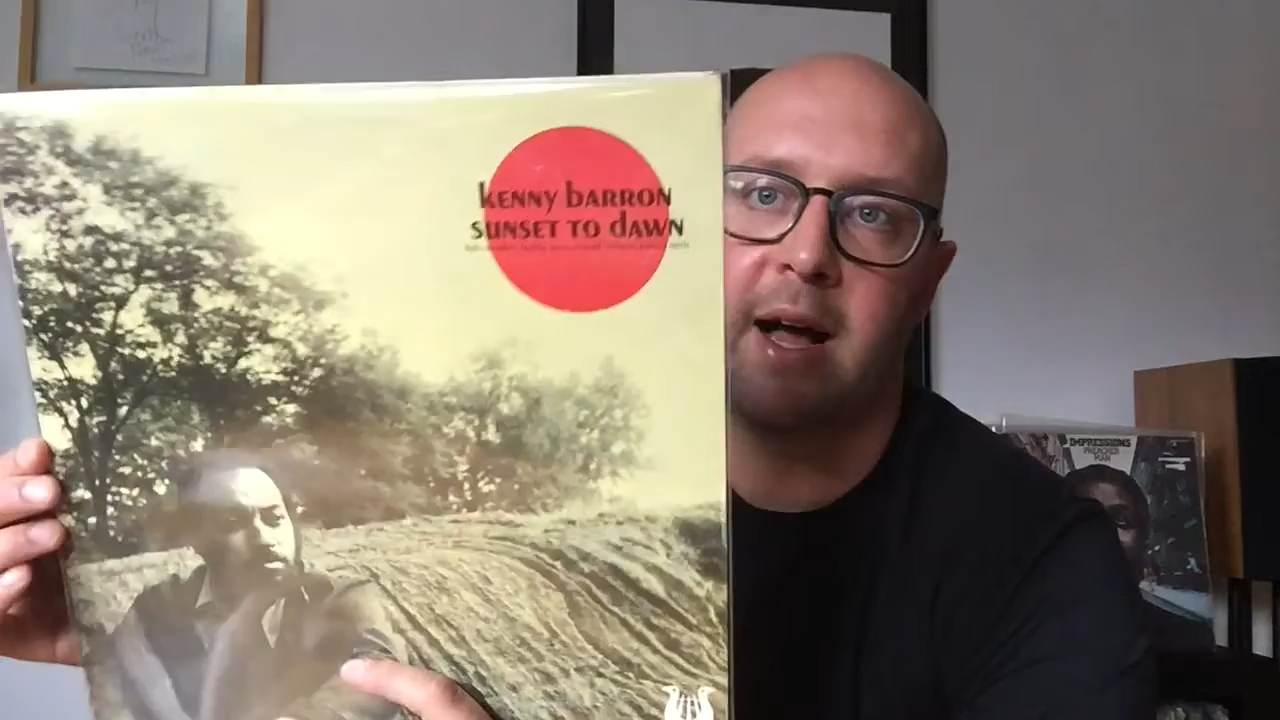 kenny barron
sunset to dawn
IMPRESSIONS
PREACHER
MAN